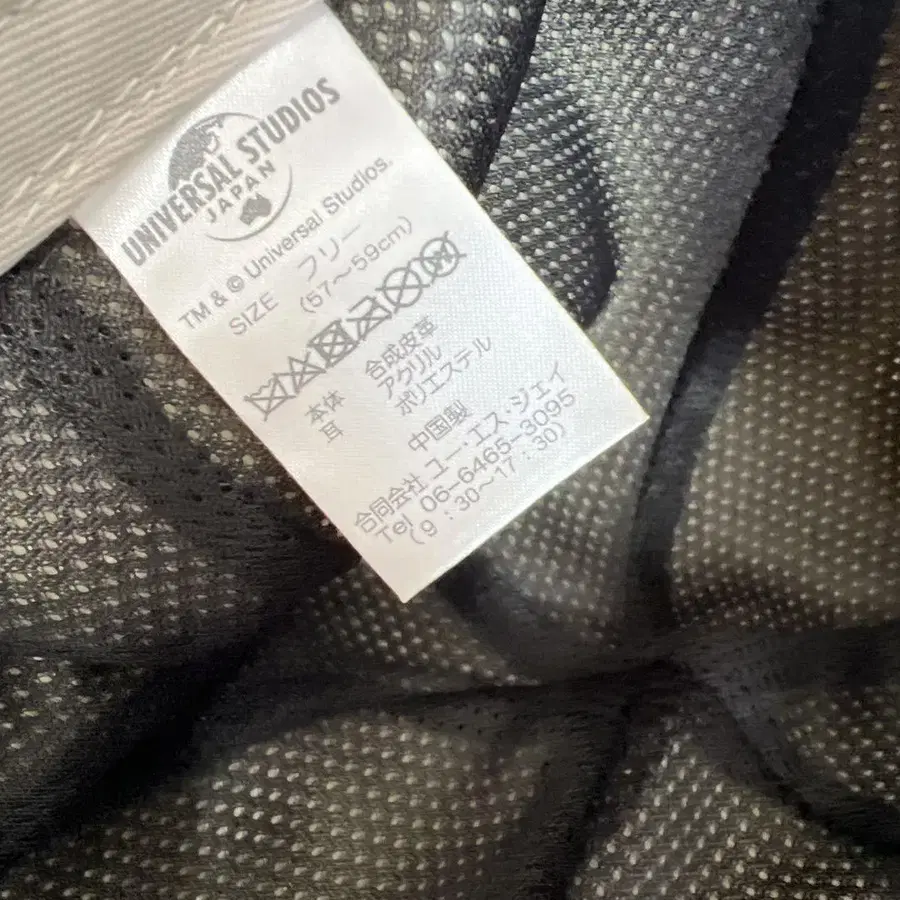 UNIVERSAL STUDIOS
JAPAN
TM & © Universal Studios.
SIZE フリー
(57～59cm)
本体 合成皮革
アクリル
耳 ポリエステル
中国製
合同会社 ユー・エス・ジェイ
Tel 06-6465-3095
(9：30～17：30)